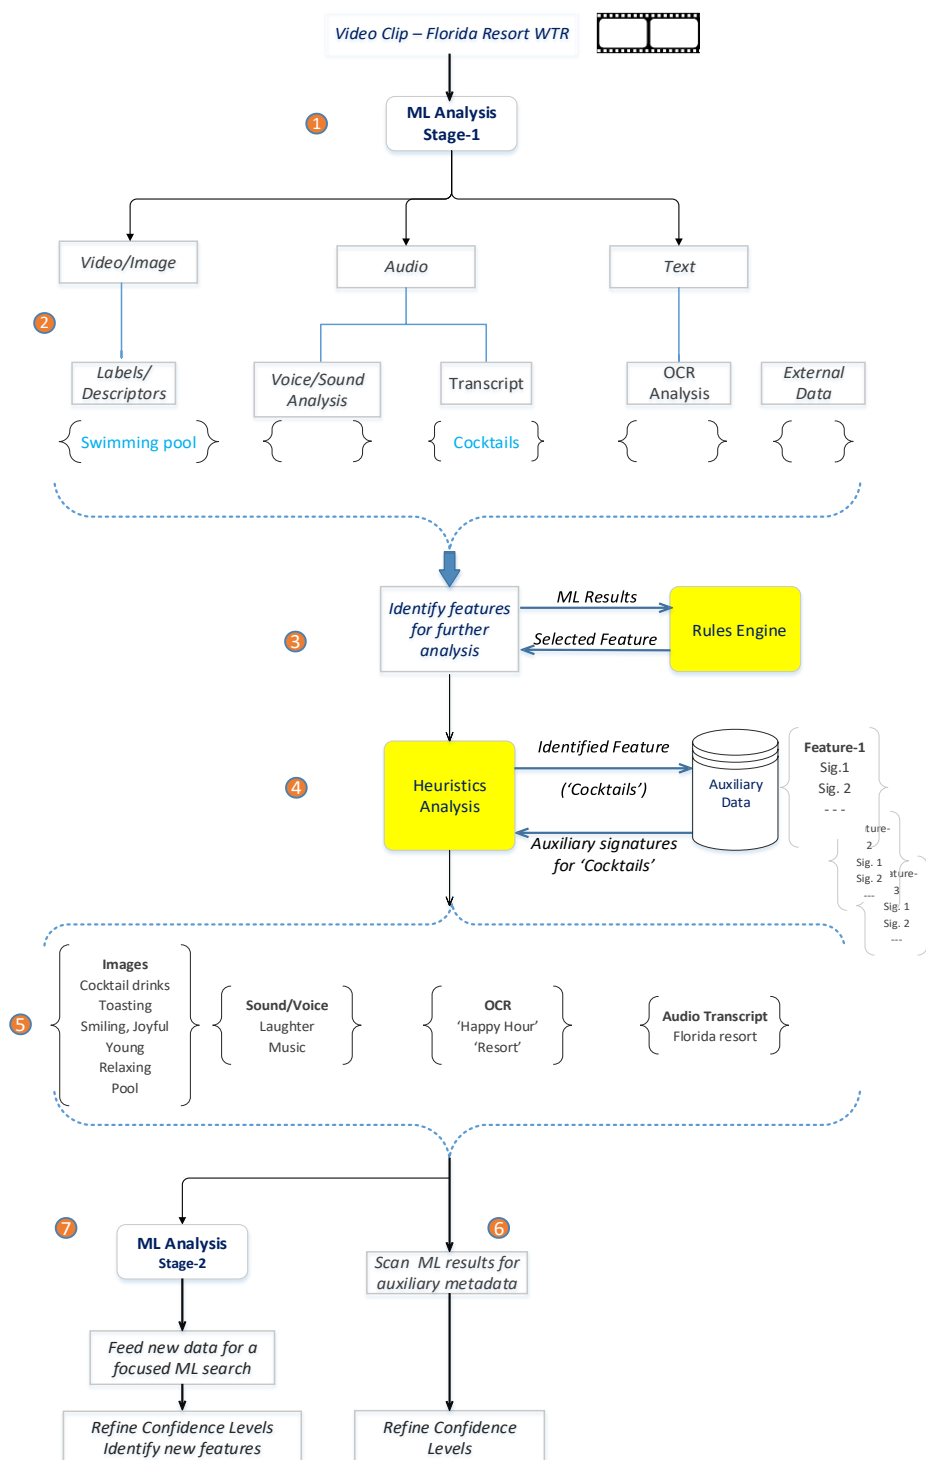 Video Clip – Florida Resort WTR
1
ML Analysis
Stage-1
Video/Image
Audio
Text
2
Labels/
Descriptors
Voice/Sound
Analysis
Transcript
OCR
Analysis
External
Data
Swimming pool
Cocktails
3
Identify features
for further
analysis
ML Results
Selected Feature
Rules Engine
4
Heuristics
Analysis
Identified Feature
(‘Cocktails’)
Auxiliary signatures
for ‘Cocktails’
Auxiliary
Data
Feature-1
Sig.1
Sig. 2
---
ture-
2
Sig. 1
Sig. 2
---
ature-
3
Sig. 1
Sig. 2
---
5
Images
Cocktail drinks
Toasting
Smiling, Joyful
Young
Relaxing
Pool
Sound/Voice
Laughter
Music
OCR
‘Happy Hour’
‘Resort’
Audio Transcript
Florida resort
7
ML Analysis
Stage-2
6
Scan ML results for
auxiliary metadata
Feed new data for a
focused ML search
Refine Confidence Levels
Identify new features
Refine Confidence
Levels